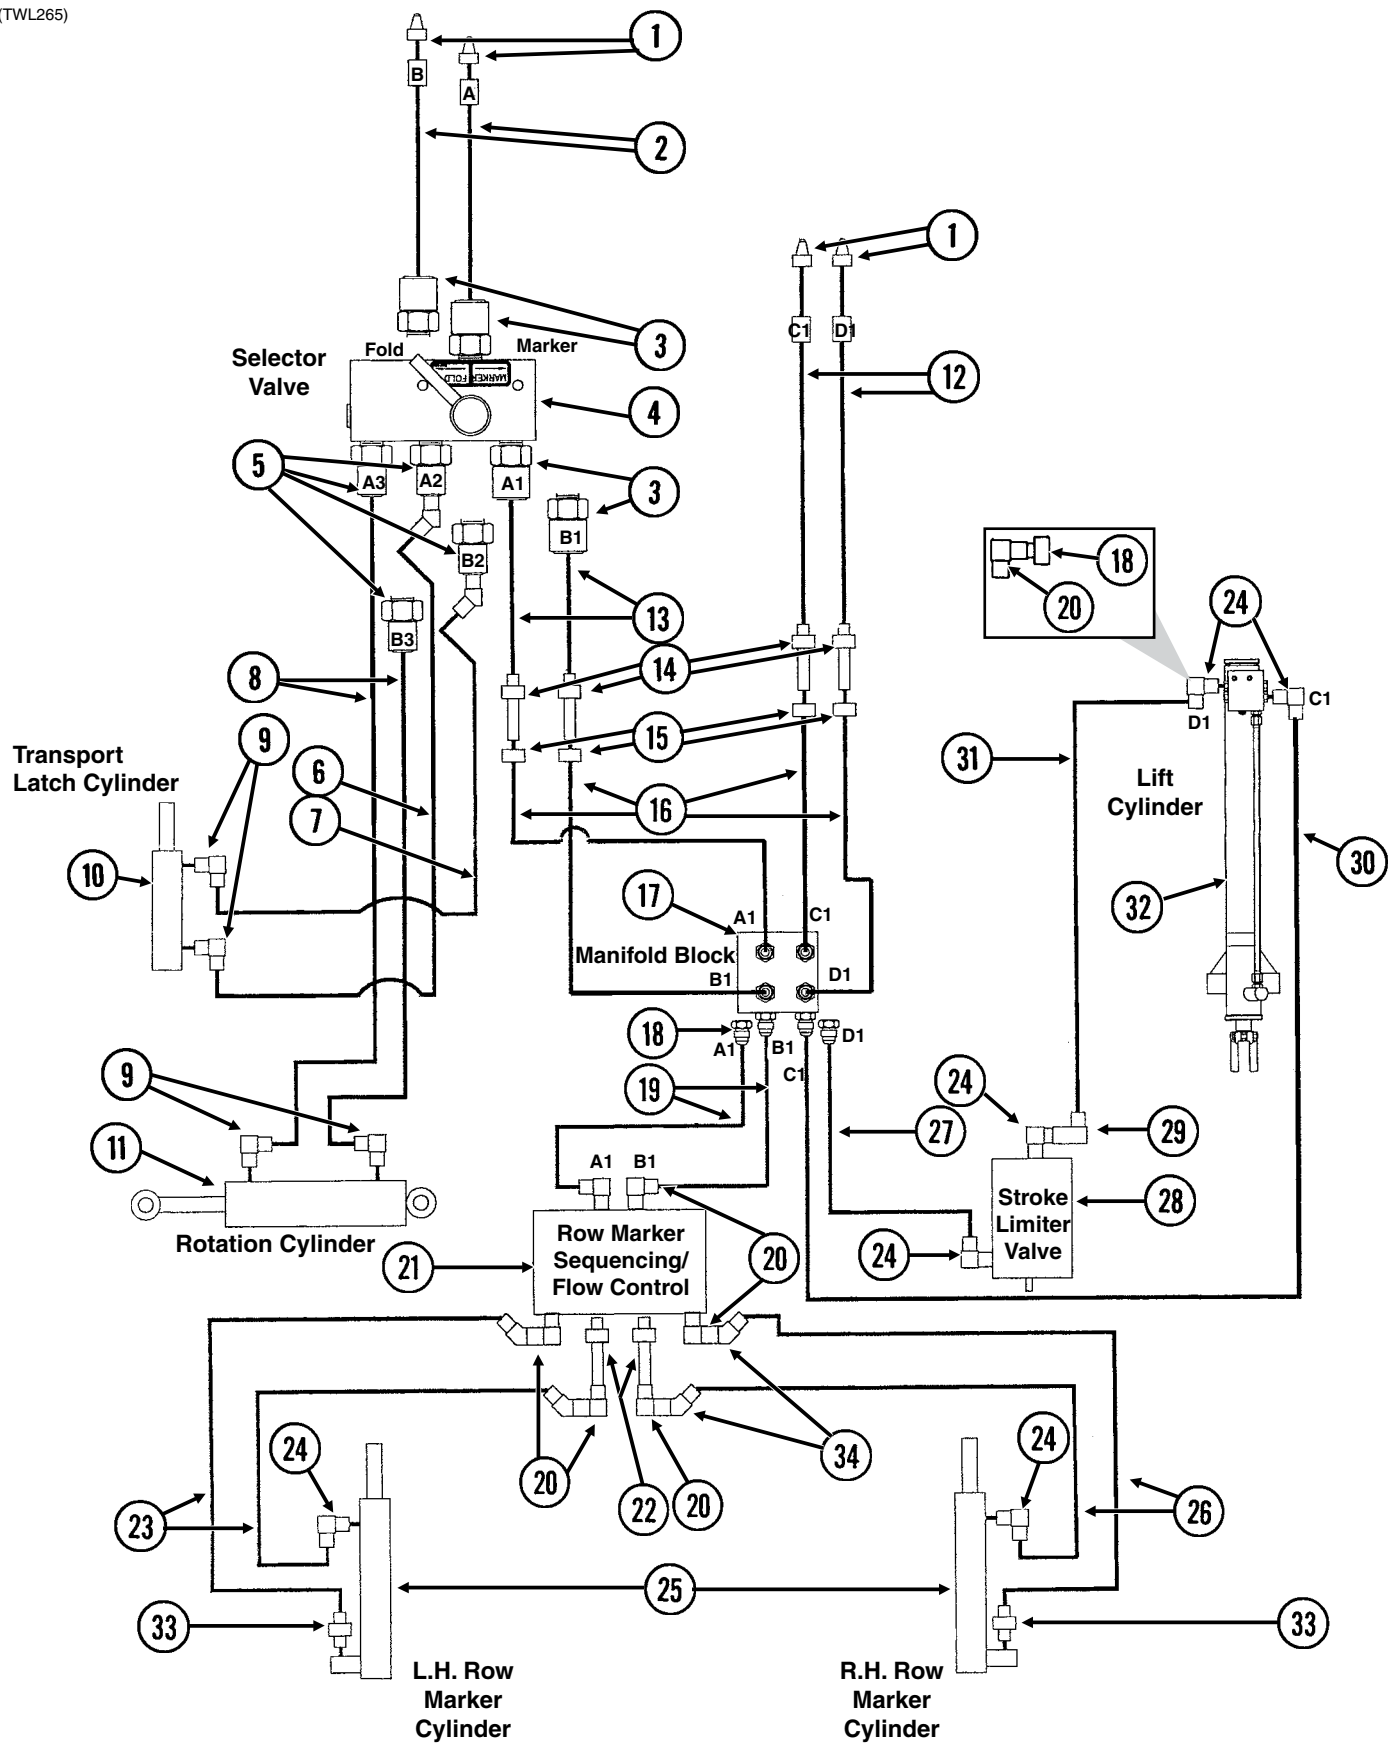 (TWL265)
1
B
A
2
1
C1
D1
3
Selector
Valve
Fold
Marker
MARKER
FOLD
12
4
5
A3
A2
A1
3
B1
B2
18
20
24
13
B3
14
8
C1
D1
9
15
31
Transport
Latch Cylinder
6
Lift
Cylinder
16
7
30
10
17
32
A1
C1
Manifold Block
B1
D1
18
A1
B1
D1
C1
9
19
24
27
29
11
A1
B1
Stroke
Limiter
Valve
28
Rotation Cylinder
Row Marker
Sequencing/
Flow Control
20
24
21
24
24
34
20
22
20
23
26
25
33
33
L.H. Row
Marker
Cylinder
R.H. Row
Marker
Cylinder